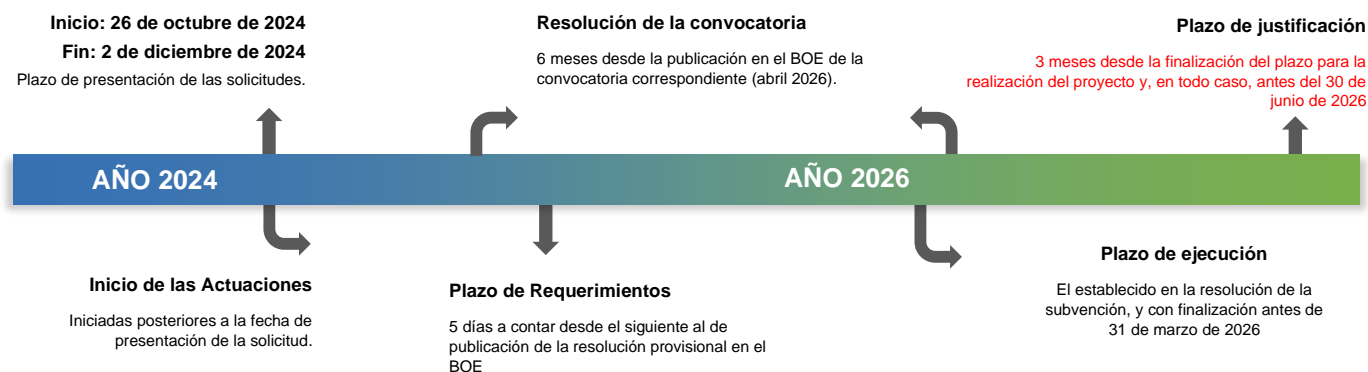 Inicio: 26 de octubre de 2024
Fin: 2 de diciembre de 2024
Plazo de presentación de las solicitudes.
Resolución de la convocatoria
6 meses desde la publicación en el BOE de la
convocatoria correspondiente (abril 2026).
Plazo de justificación
3 meses desde la finalización del plazo para la
realización del proyecto y, en todo caso, antes del 30 de
junio de 2026
AÑO 2024
AÑO 2026
Inicio de las Actuaciones
Iniciadas posteriores a la fecha de
presentación de la solicitud.
Plazo de Requerimientos
5 días a contar desde el siguiente al de
publicación de la resolución provisional en el
BOE
Plazo de ejecución
El establecido en la resolución de la
subvención, y con finalización antes de
31 de marzo de 2026